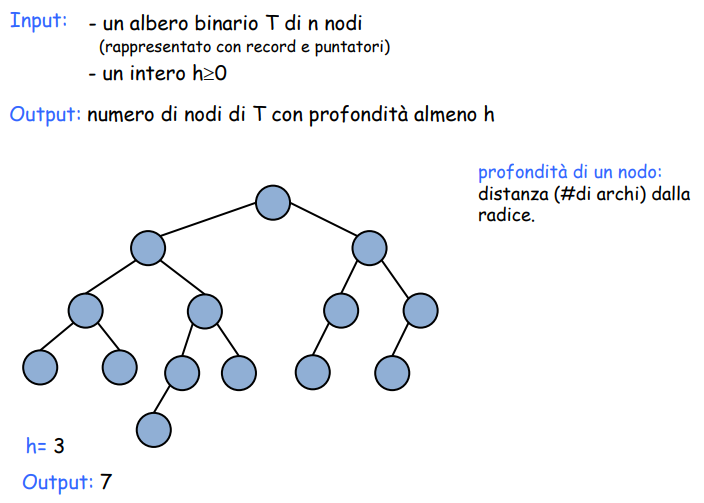 Input: - un albero binario T di n nodi
(rappresentato con record e puntatori)
- un intero h≥0
Output: numero di nodi di T con profondità almeno h
profondità di un nodo:
distanza (#di archi) dalla
radice.
h= 3
Output: 7